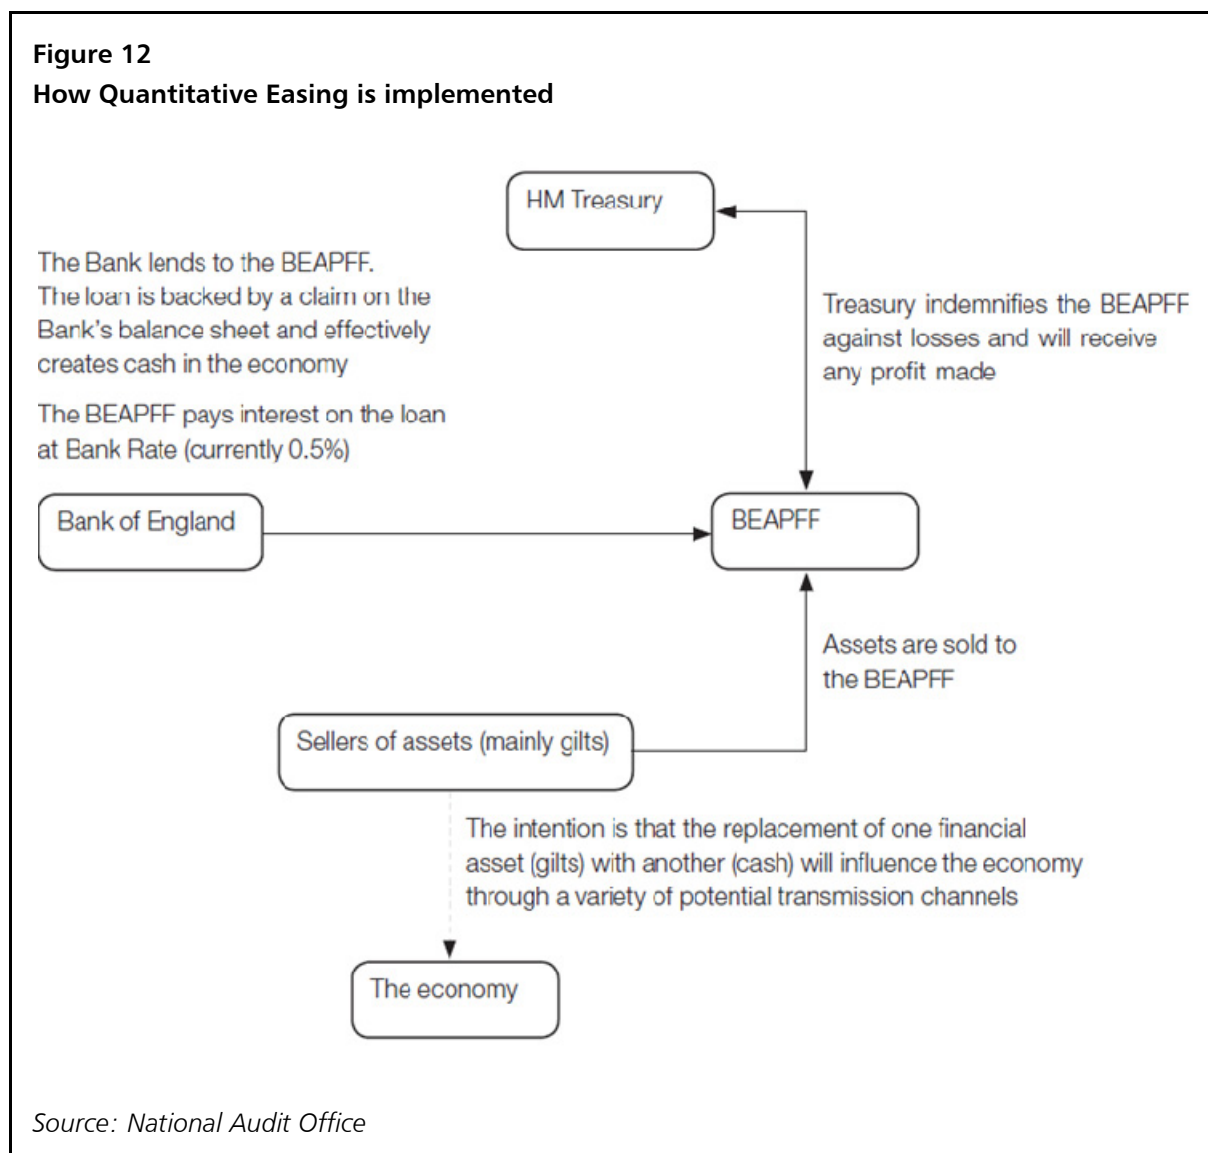 Figure 12
How Quantitative Easing is implemented
HM Treasury
The Bank lends to the BEAPFF.
The loan is backed by a claim on the
Bank's balance sheet and effectively
creates cash in the economy
Treasury indemnifies the BEAPFF
against losses and will receive
any profit made
The BEAPFF pays interest on the loan
at Bank Rate (currently 0.5%)
Bank of England
BEAPFF
Assets are sold to
the BEAPFF
Sellers of assets (mainly gilts)
The intention is that the replacement of one financial
asset (gilts) with another (cash) will influence the economy
through a variety of potential transmission channels
The economy
Source: National Audit Office